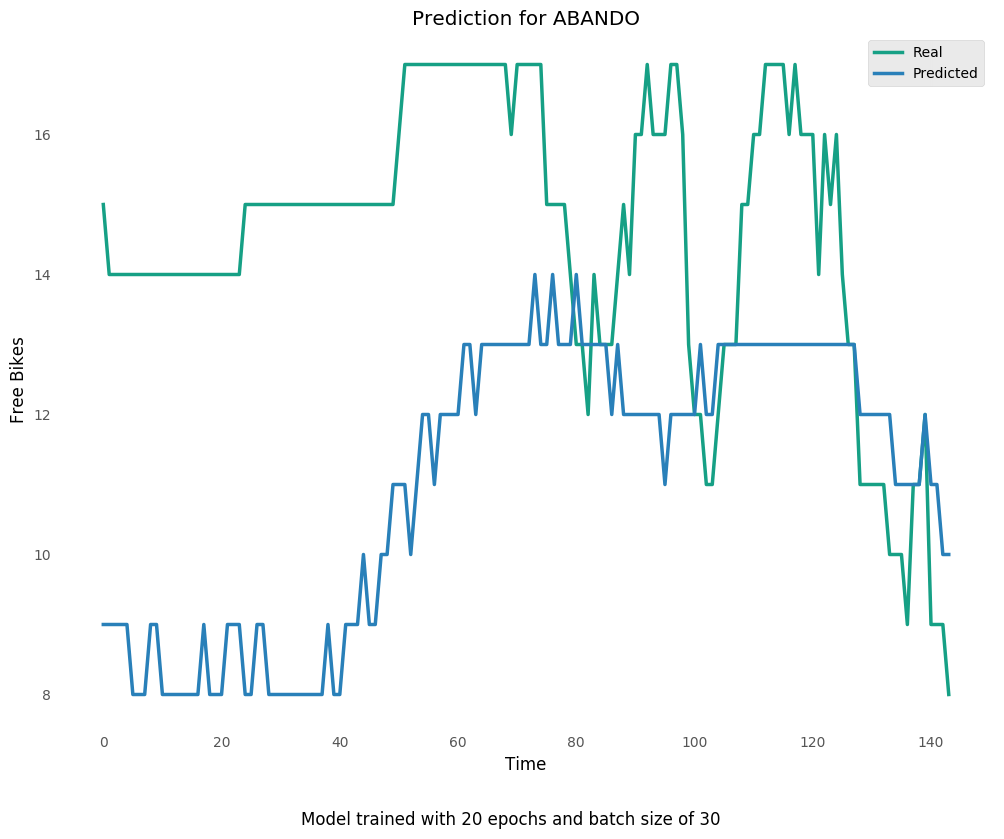 Prediction for ABANDO
Real
Predicted
Free Bikes
16
14
12
10
8
0 20 40 60 80 100 120 140
Time
Model trained with 20 epochs and batch size of 30